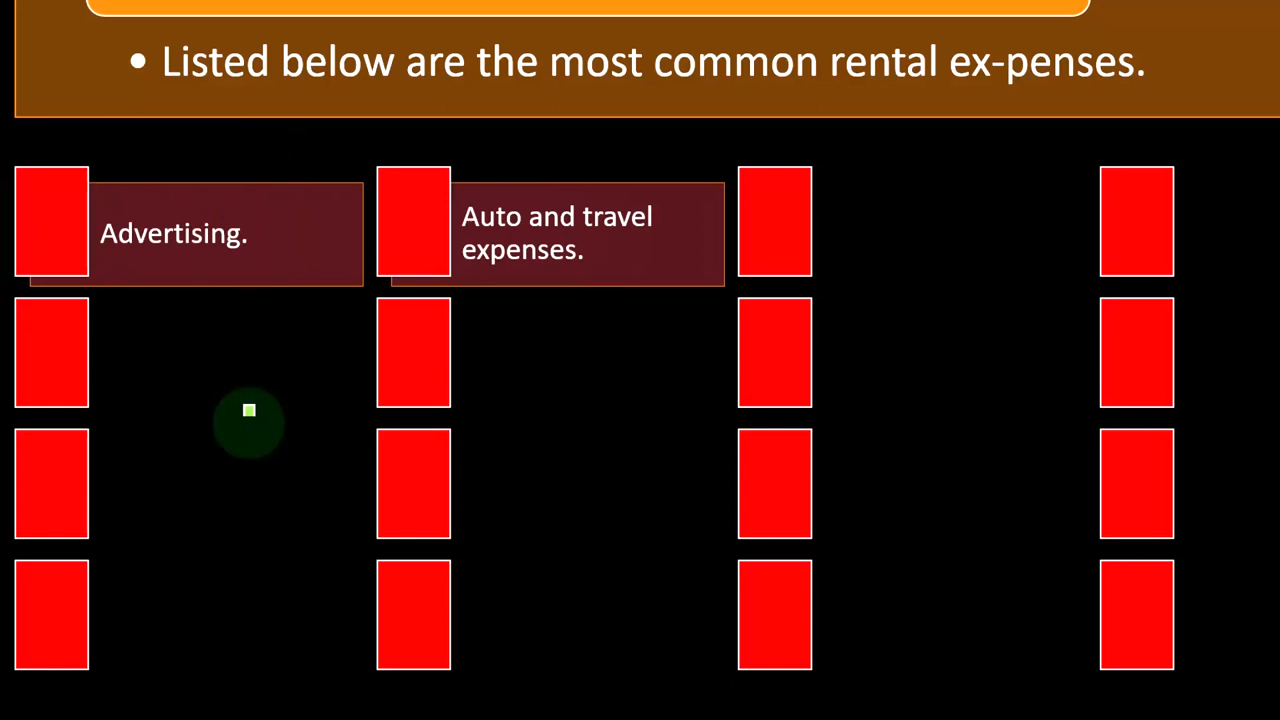 • Listed below are the most common rental ex-penses.
Advertising.
Auto and travel
expenses.